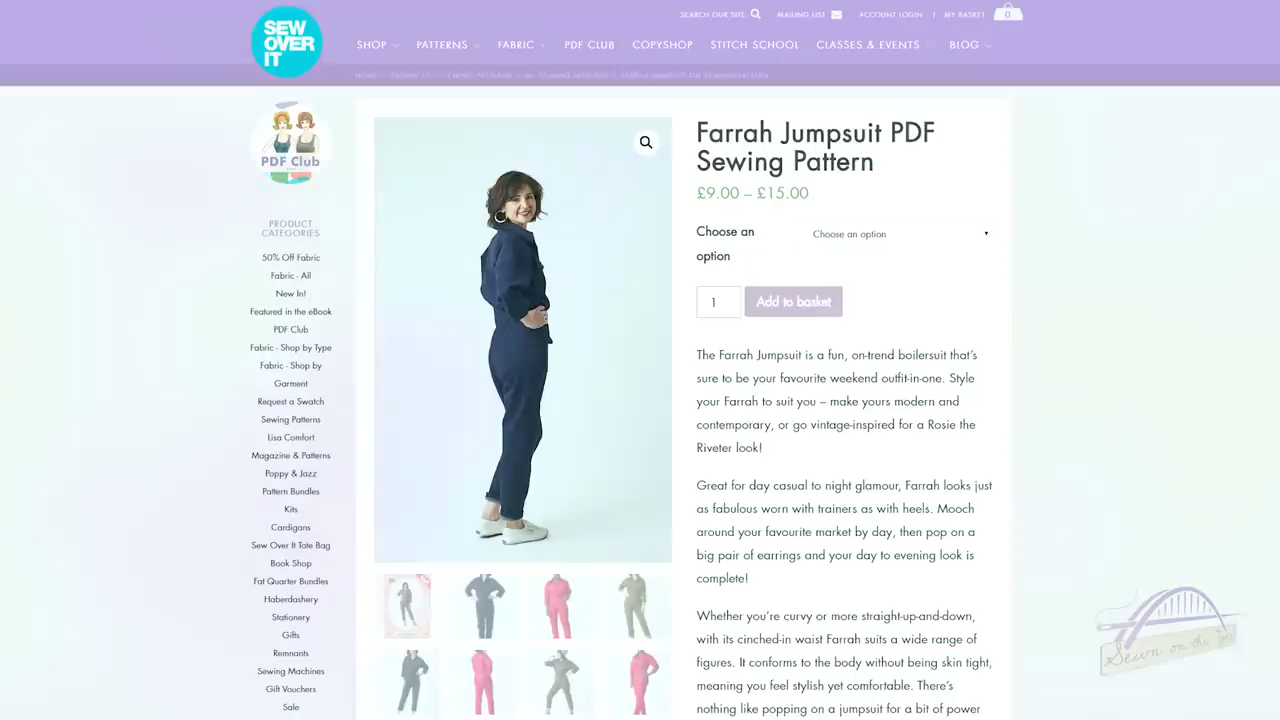 SEARCH OUR SITE
MAILING LIST
ACCOUNT LOGIN
MY BASKET
0
SEW
OVER
IT
SHOP
PATTERNS
FABRIC
PDF CLUB
COPYSHOP
STITCH SCHOOL
CLASSES & EVENTS
BLOG
PDF Club
PRODUCT
CATEGORIES
50% Off Fabric
Fabric - All
New In!
Featured in the eBook
PDF Club
Fabric - Shop by Type
Fabric - Shop by
Garment
Request a Swatch
Sewing Patterns
Lisa Comfort
Magazine & Patterns
Poppy & Jazz
Pattern Bundles
Kits
Cardigans
Sew Over It Tote Bag
Book Shop
Fat Quarter Bundles
Haberdashery
Stationery
Gifts
Remnants
Sewing Machines
Gift Vouchers
Sale
Farrah Jumpsuit PDF
Sewing Pattern
£9.00 – £15.00
Choose an
option
Choose an option
1
Add to basket
The Farrah Jumpsuit is a fun, on-trend boilersuit that's
sure to be your favourite weekend outfit-in-one. Style
your Farrah to suit you – make yours modern and
contemporary, or go vintage-inspired for a Rosie the
Riveter look!
Great for day casual to night glamour, Farrah looks just
as fabulous worn with trainers as with heels. Mooch
around your favourite market by day, then pop on a
big pair of earrings and your day to evening look is
complete!
Whether you're curvy or more straight-up-and-down,
with its cinched-in waist Farrah suits a wide range of
figures. It conforms to the body without being skin tight,
meaning you feel stylish yet comfortable. There's
nothing like popping on a jumpsuit for a bit of power
Sewn on the Tyne